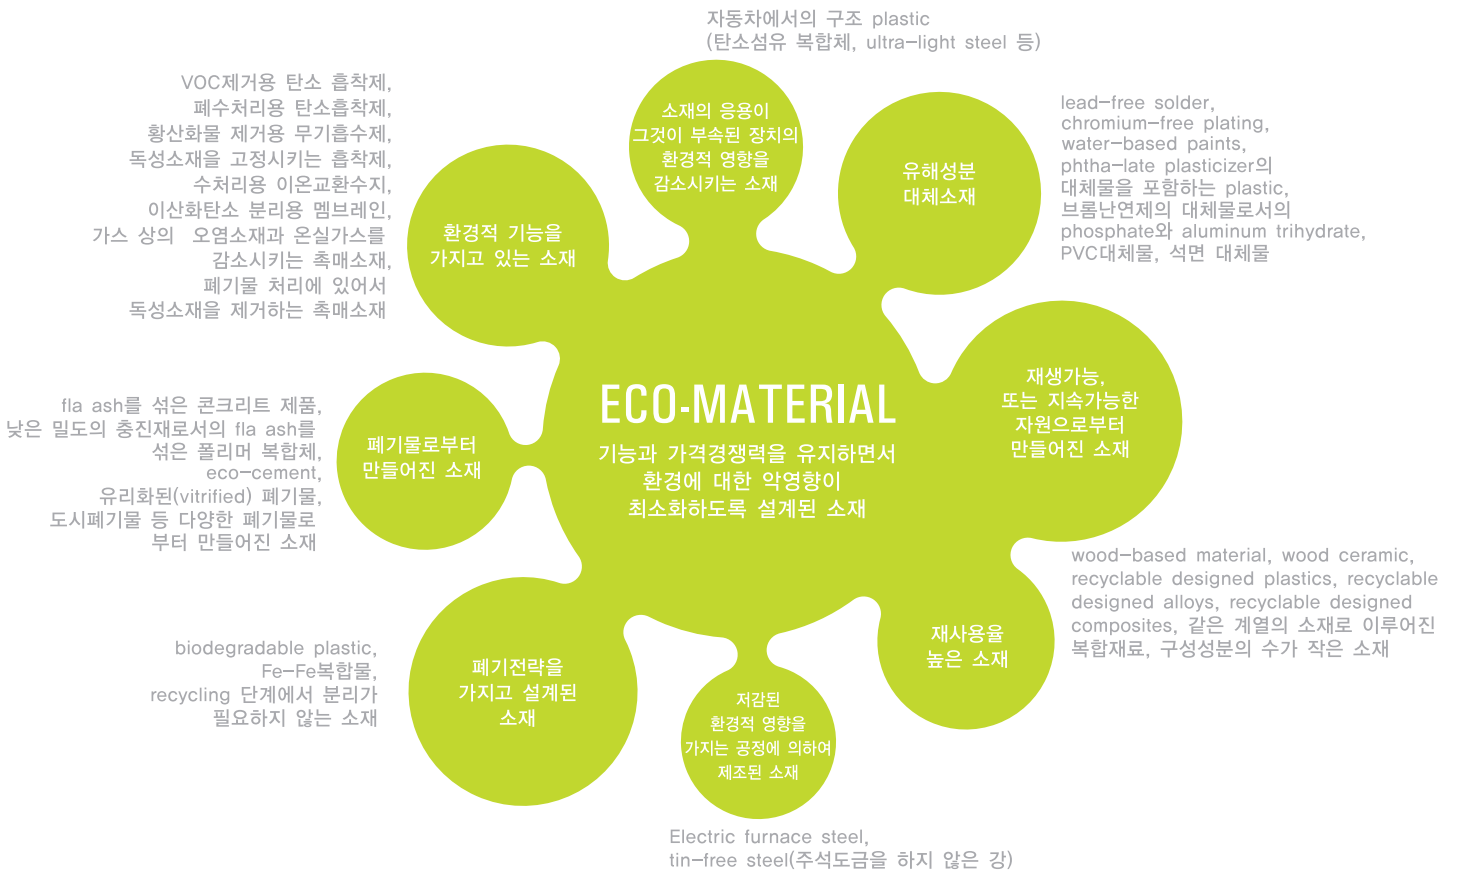 자동차에서의 구조 plastic
(탄소섬유 복합체, ultra-light steel 등)
소재의 응용이
그것이 부속된 장치의
환경적 영향을
감소시키는 소재
lead-free solder,
chromium-free plating,
water-based paints,
phtha-late plasticizer의
대체물을 포함하는 plastic,
브롬난연제의 대체물로서의
phosphate와 aluminum trihydrate,
PVC대체물, 석면 대체물
유해성분
대체소재
VOC제거용 탄소 흡착제,
폐수처리용 탄소흡착제,
황산화물 제거용 무기흡수제,
독성소재을 고정시키는 흡착제,
수처리용 이온교환수지,
이산화탄소 분리용 멤브레인,
가스 상의 오염소재과 온실가스를
감소시키는 촉매소재,
폐기물 처리에 있어서
독성소재을 제거하는 촉매소재
환경적 기능을
가지고 있는 소재
ECO-MATERIAL
기능과 가격경쟁력을 유지하면서
환경에 대한 악영향이
최소화하도록 설계된 소재
재생가능,
또는 지속가능한
자원으로부터
만들어진 소재
fla ash를 섞은 콘크리트 제품,
낮은 밀도의 충진재로서의 fla ash를
섞은 폴리머 복합체,
eco-cement,
유리화된(vitrified) 폐기물,
도시폐기물 등 다양한 폐기물로
부터 만들어진 소재
폐기물로부터
만들어진 소재
wood-based material, wood ceramic,
recyclable designed plastics, recyclable
designed alloys, recyclable designed
composites, 같은 계열의 소재로 이루어진
복합재료, 구성성분의 수가 작은 소재
재사용율
높은 소재
biodegradable plastic,
Fe-Fe복합물,
recycling 단계에서 분리가
필요하지 않는 소재
폐기전략을
가지고 설계된
소재
저감된
환경적 영향을
가지는 공정에 의하여
제조된 소재
Electric furnace steel,
tin-free steel(주석도금을 하지 않은 강)